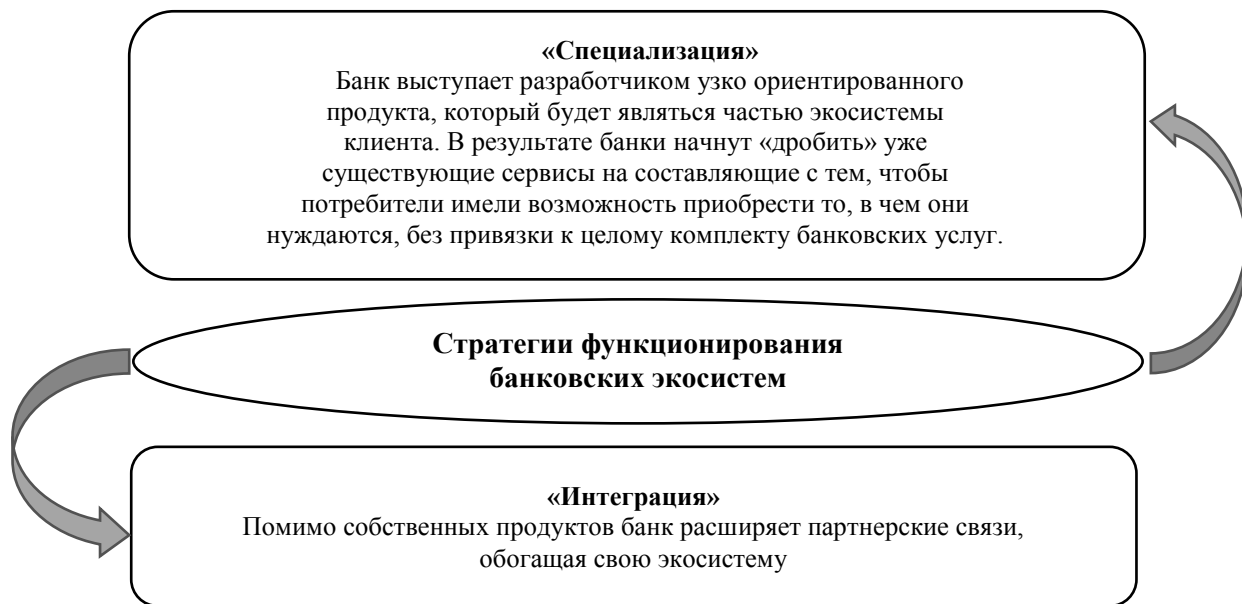 «Специализация»
Банк выступает разработчиком узко ориентированного
продукта, который будет являться частью экосистемы
клиента. В результате банки начнут «дробить» уже
существующие сервисы на составляющие с тем, чтобы
потребители имели возможность приобрести то, в чем они
нуждаются, без привязки к целому комплекту банковских услуг.
Стратегии функционирования
банковских экосистем
«Интеграция»
Помимо собственных продуктов банк расширяет партнерские связи,
обогащая свою экосистему